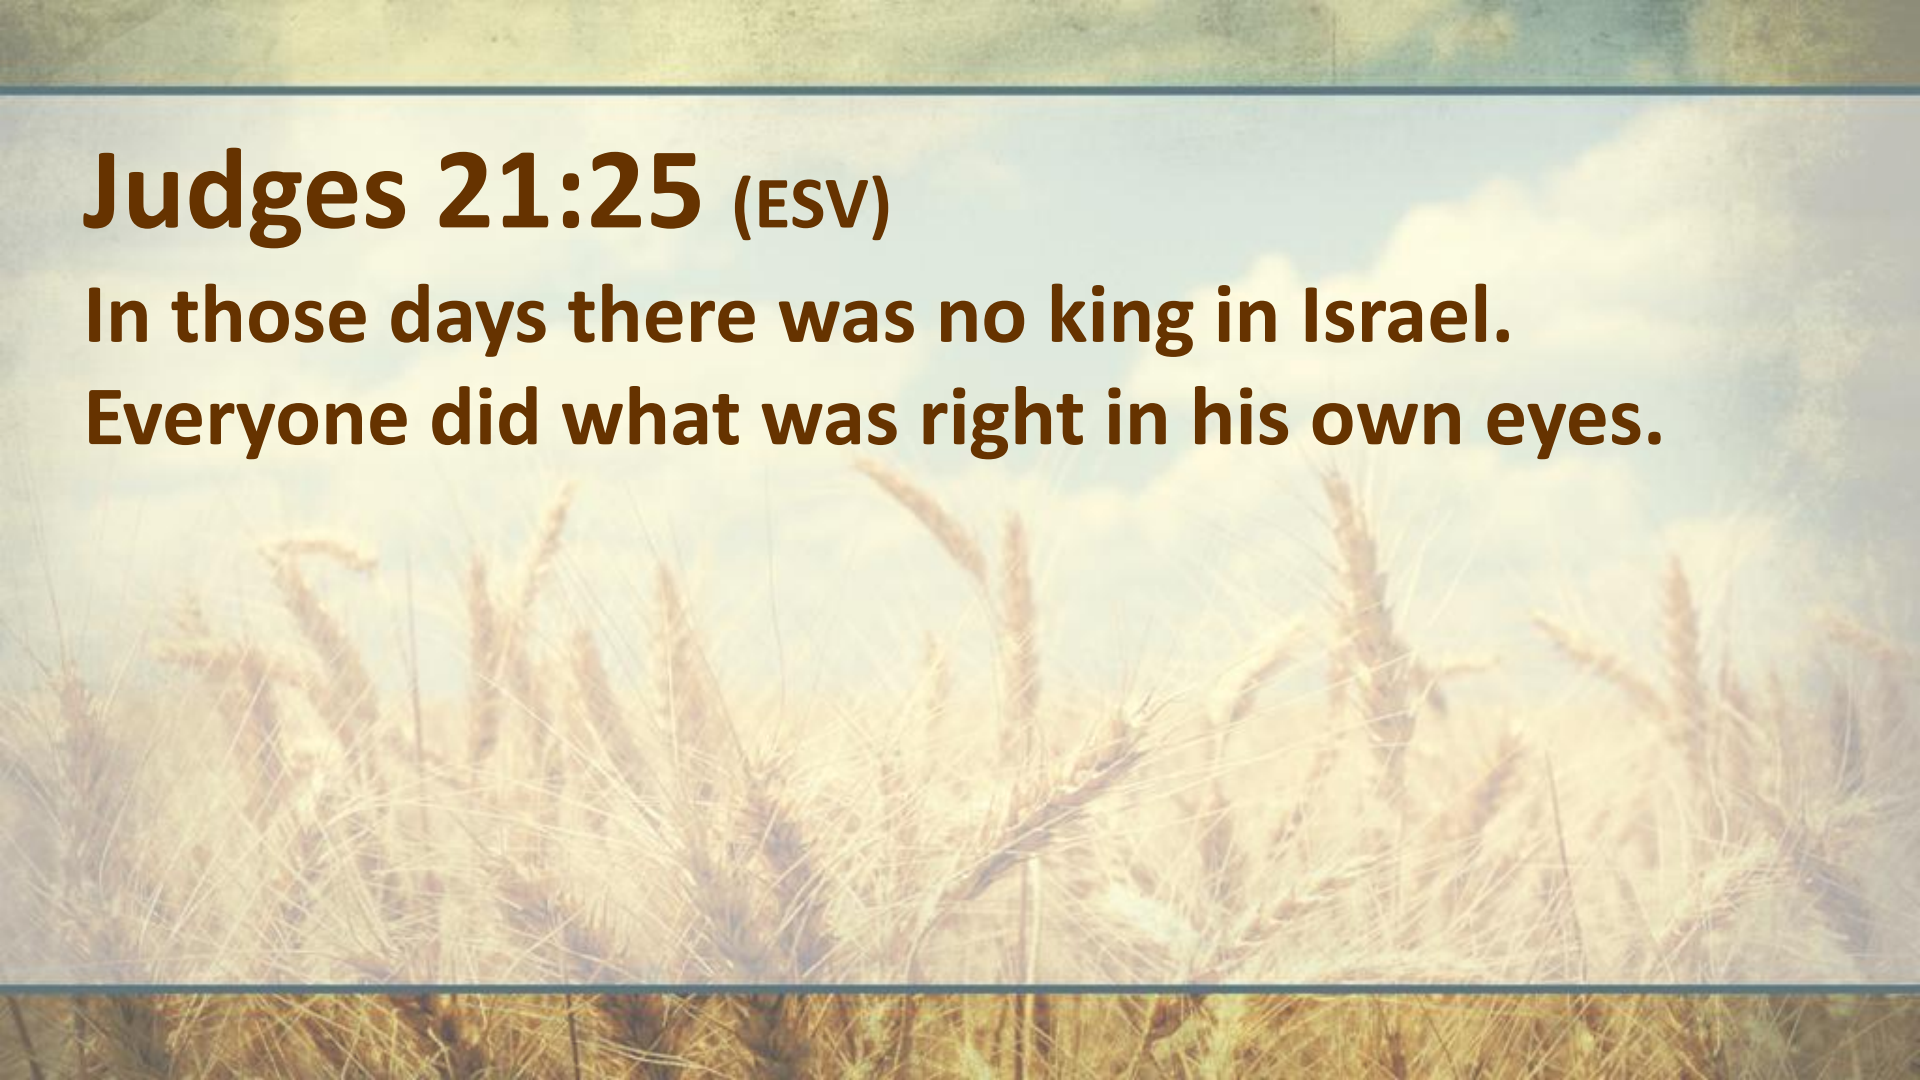 Judges 21:25 (ESV)
In those days there was no king in Israel.
Everyone did what was right in his own eyes.